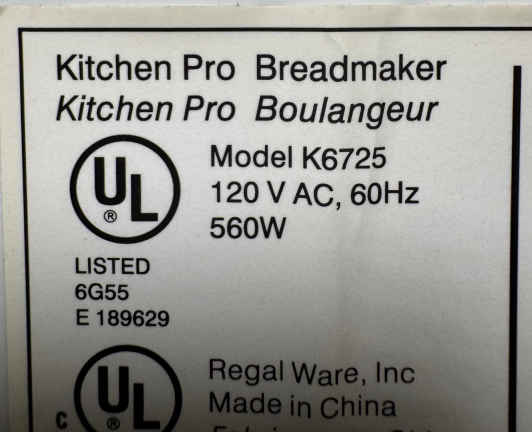 Kitchen Pro Breadmaker
Kitchen Pro Boulangeur
UL
®
Model K6725
120 V AC, 60Hz
560W
LISTED
6G55
E 189629
C UL
®
Regal Ware, Inc
Made in China